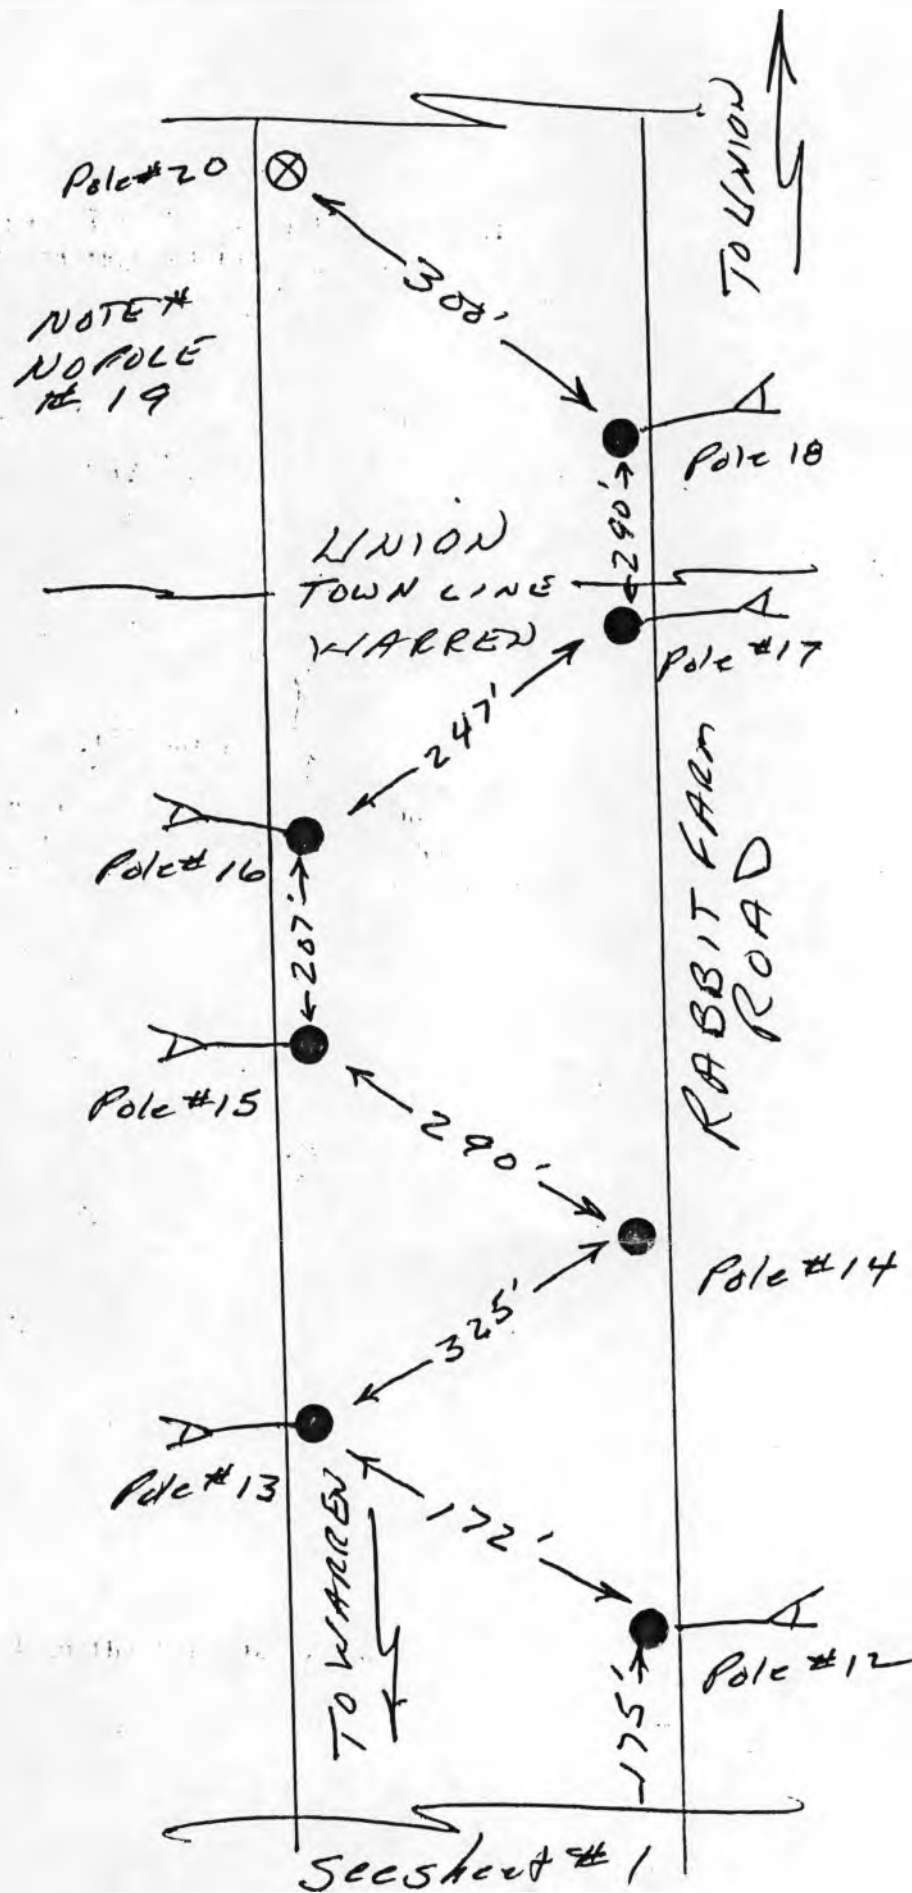 TO UNION
Pole #20
300'
NOTE #
NO POLE
#. 19
Pole 18
290'
UNION
TOWN LINE
WARREN
Pole #17
247'
RABBIT FARM
ROAD
Pole #16
207'
Pole #15
290'
Pole #14
325'
Pole #13
172'
TO WARREN
Pole #12
175'
See sheet #1